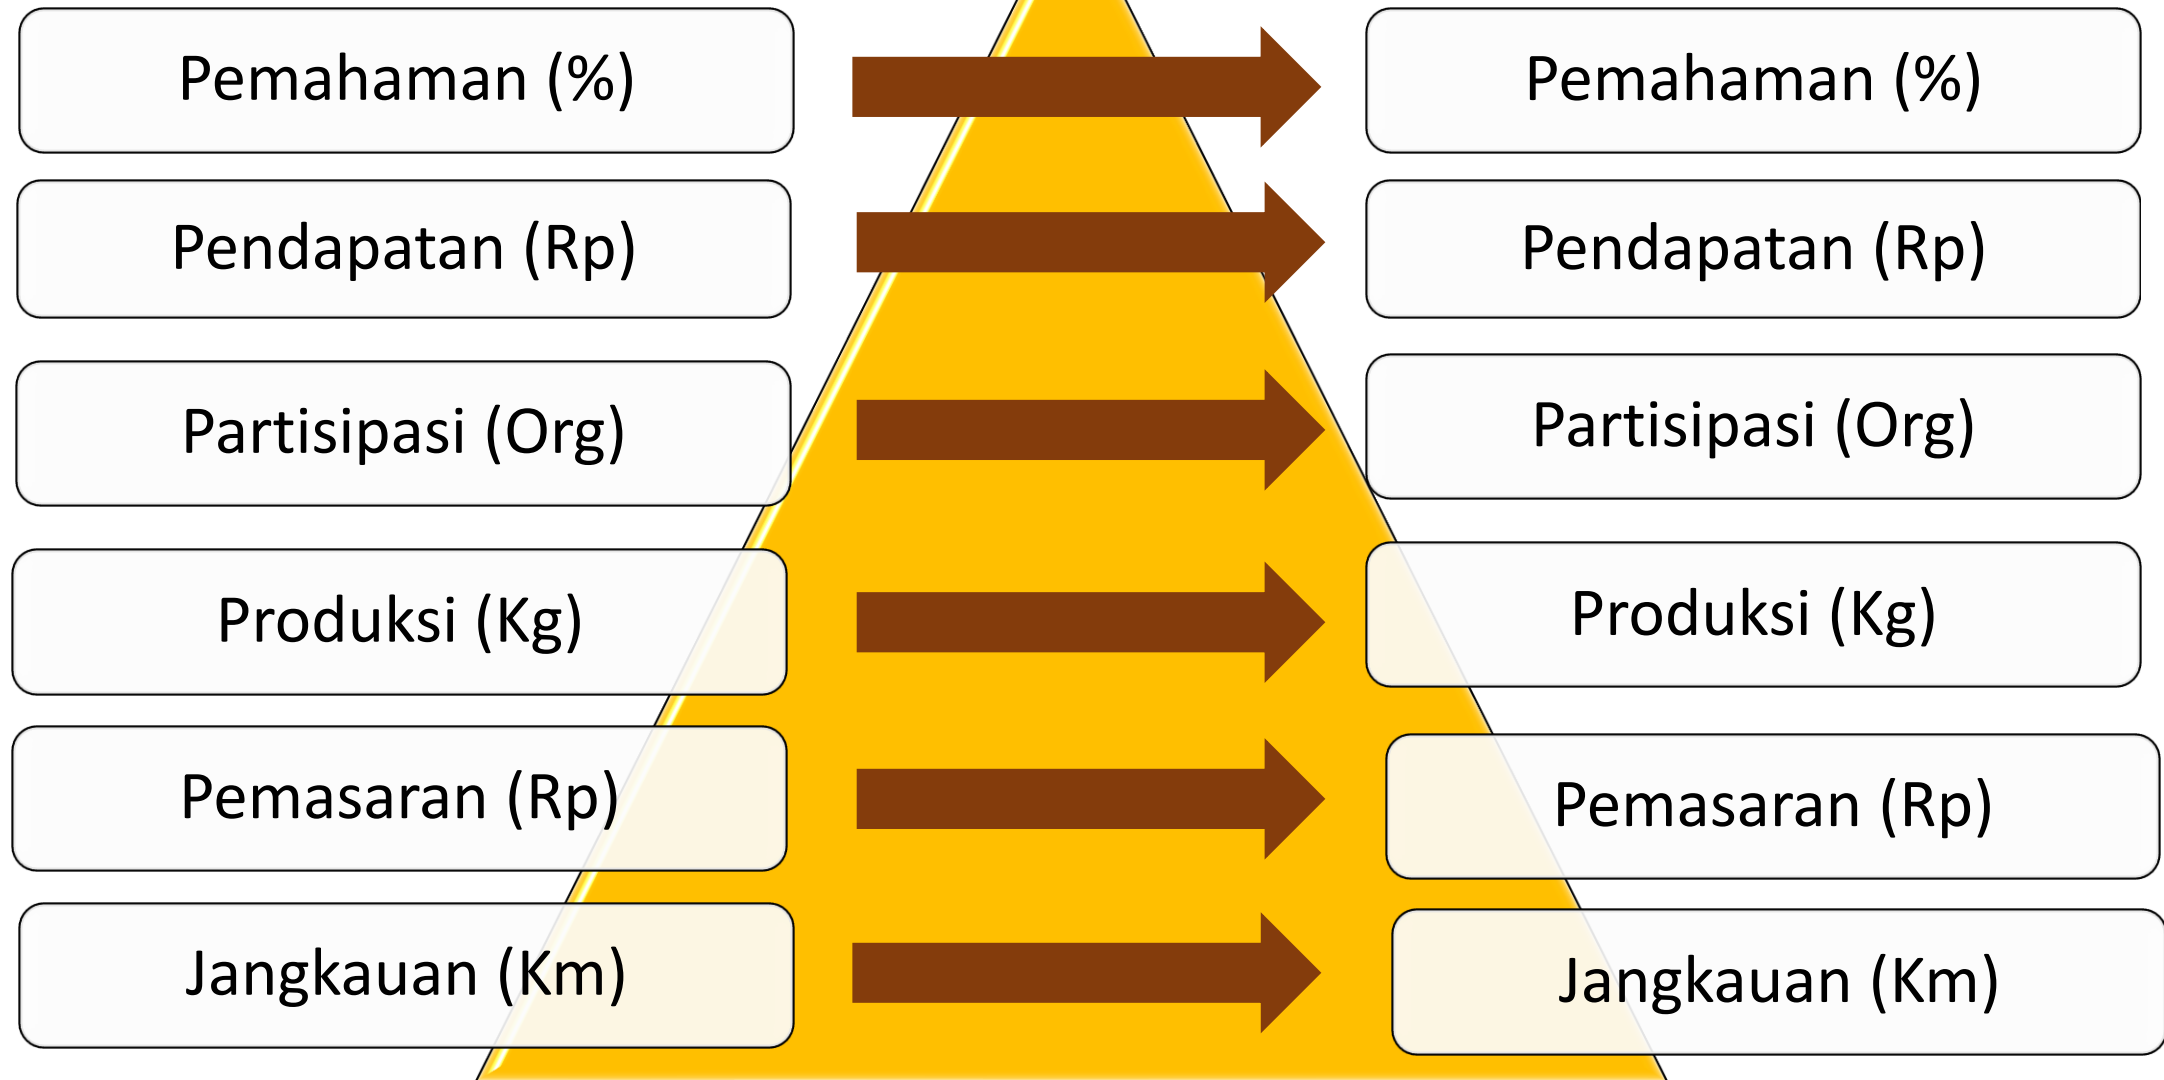 Pemahaman (%)
Pemahaman (%)
Pendapatan (Rp)
Pendapatan (Rp)
Partisipasi (Org)
Partisipasi (Org)
Produksi (Kg)
Produksi (Kg)
Pemasaran (Rp)
Pemasaran (Rp)
Jangkauan (Km)
Jangkauan (Km)